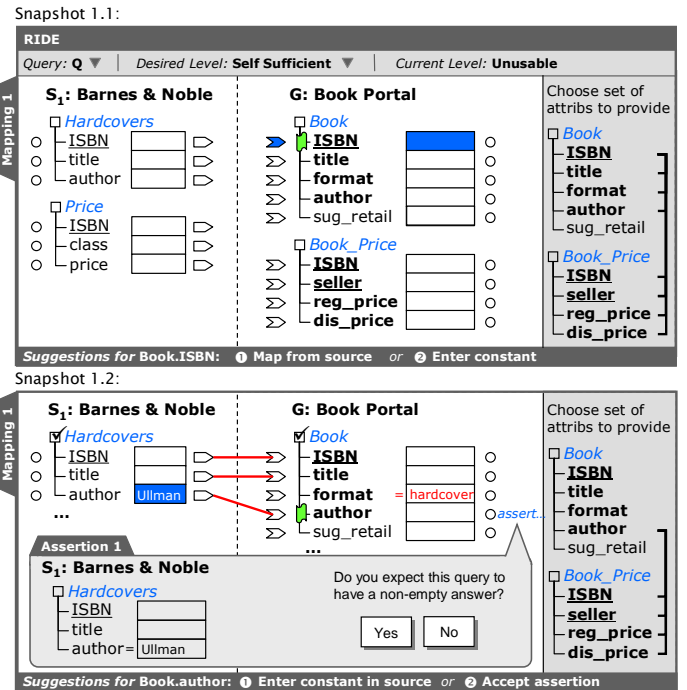 Snapshot 1.1:
RIDE
Query: Q ▼ | Desired Level: Self Sufficient ▼ | Current Level: Unusable
Mapping 1
S1: Barnes & Noble
Hardcovers
ISBN
title
author
Price
ISBN
class
price
G: Book Portal
Book
ISBN
title
format
author
sug_retail
Book_Price
ISBN
seller
reg_price
dis_price
Choose set of
attribs to provide
Book
ISBN
title
format
author
sug_retail
Book_Price
ISBN
seller
reg_price
dis_price
Suggestions for Book.ISBN: ❶ Map from source or ❷ Enter constant
Snapshot 1.2:
Mapping 1
S1: Barnes & Noble
Hardcovers
ISBN
title
author Ullman
...
G: Book Portal
Book
ISBN
title
format = hardcover
author assert...
sug_retail
...
Assertion 1
S1: Barnes & Noble
Hardcovers
ISBN
title
author= Ullman
Do you expect this query to
have a non-empty answer?
Yes No
Choose set of
attribs to provide
Book
ISBN
title
format
author
sug_retail
Book_Price
ISBN
seller
reg_price
dis_price
Suggestions for Book.author: ❶ Enter constant in source or ❷ Accept assertion